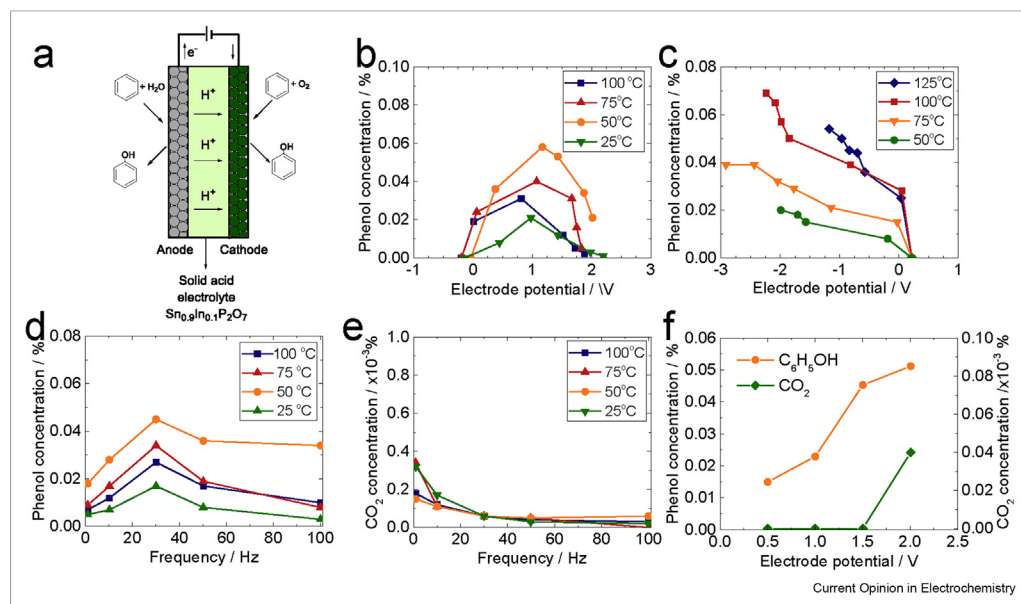 a
e⁻
+ H₂O
H⁺
+ O₂
OH
H⁺
OH
H⁺
Anode
Cathode
Solid acid
electrolyte
Sn₀.₉In₀.₁P₂O₇
b
Phenol concentration / %
0.08
0.06
0.04
0.02
0.00
100 °C
75°C
50°C
25°C
-1 0 1 2 3
Electrode potential / \V
c
Phenol concentration / %
0.08
0.06
0.04
0.02
0.00
125°C
100°C
75°C
50°C
-3 -2 -1 0 1
Electrode potential / V
d
Phenol concentration / %
0.08
0.06
0.04
0.02
0.00
100 °C
75 °C
50 °C
25 °C
0 20 40 60 80 100
Frequency / Hz
e
CO₂ concentration / x10⁻³%
1.0
0.8
0.6
0.4
0.2
0.0
100°C
75°C
50°C
25°C
0 20 40 60 80 100
Frequency / Hz
f
Phenol concentration / %
0.06
0.05
0.04
0.03
0.02
0.01
0.00
C₆H₅OH
CO₂
0.10
0.08
0.06
0.04
0.02
0.00
CO₂ concentration /x10⁻³%
0.0 0.5 1.0 1.5 2.0 2.5
Electrode potential / V
Current Opinion in Electrochemistry